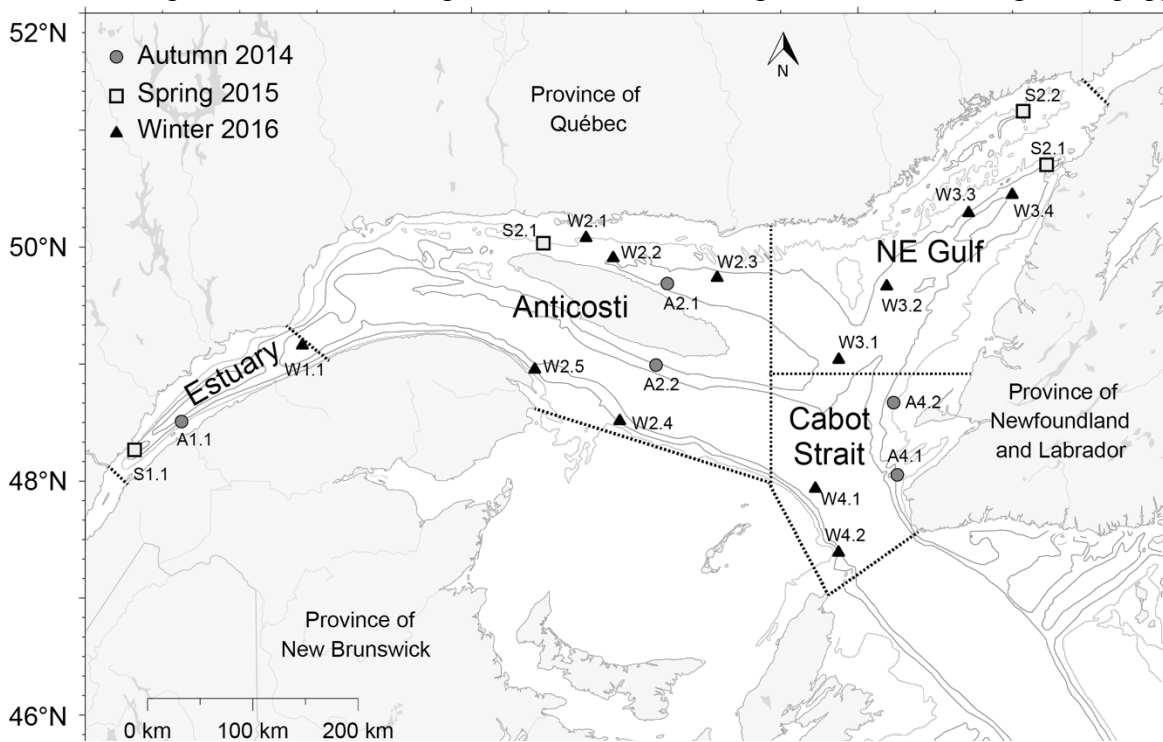 52°N
Autumn 2014
Spring 2015
Winter 2016
N
Province of
Québec
S2.2
S2.1
W3.3
W3.4
50°N
S2.1
W2.1
W2.2
W2.3
A2.1
NE Gulf
W3.2
Anticosti
W3.1
Estuary
W1.1
W2.5
A2.2
Province of
Newfoundland
and Labrador
A4.2
Cabot
Strait
A1.1
W2.4
S1.1
48°N
A4.1
W4.1
W4.2
Province of
New Brunswick
46°N
0 km
100 km
200 km